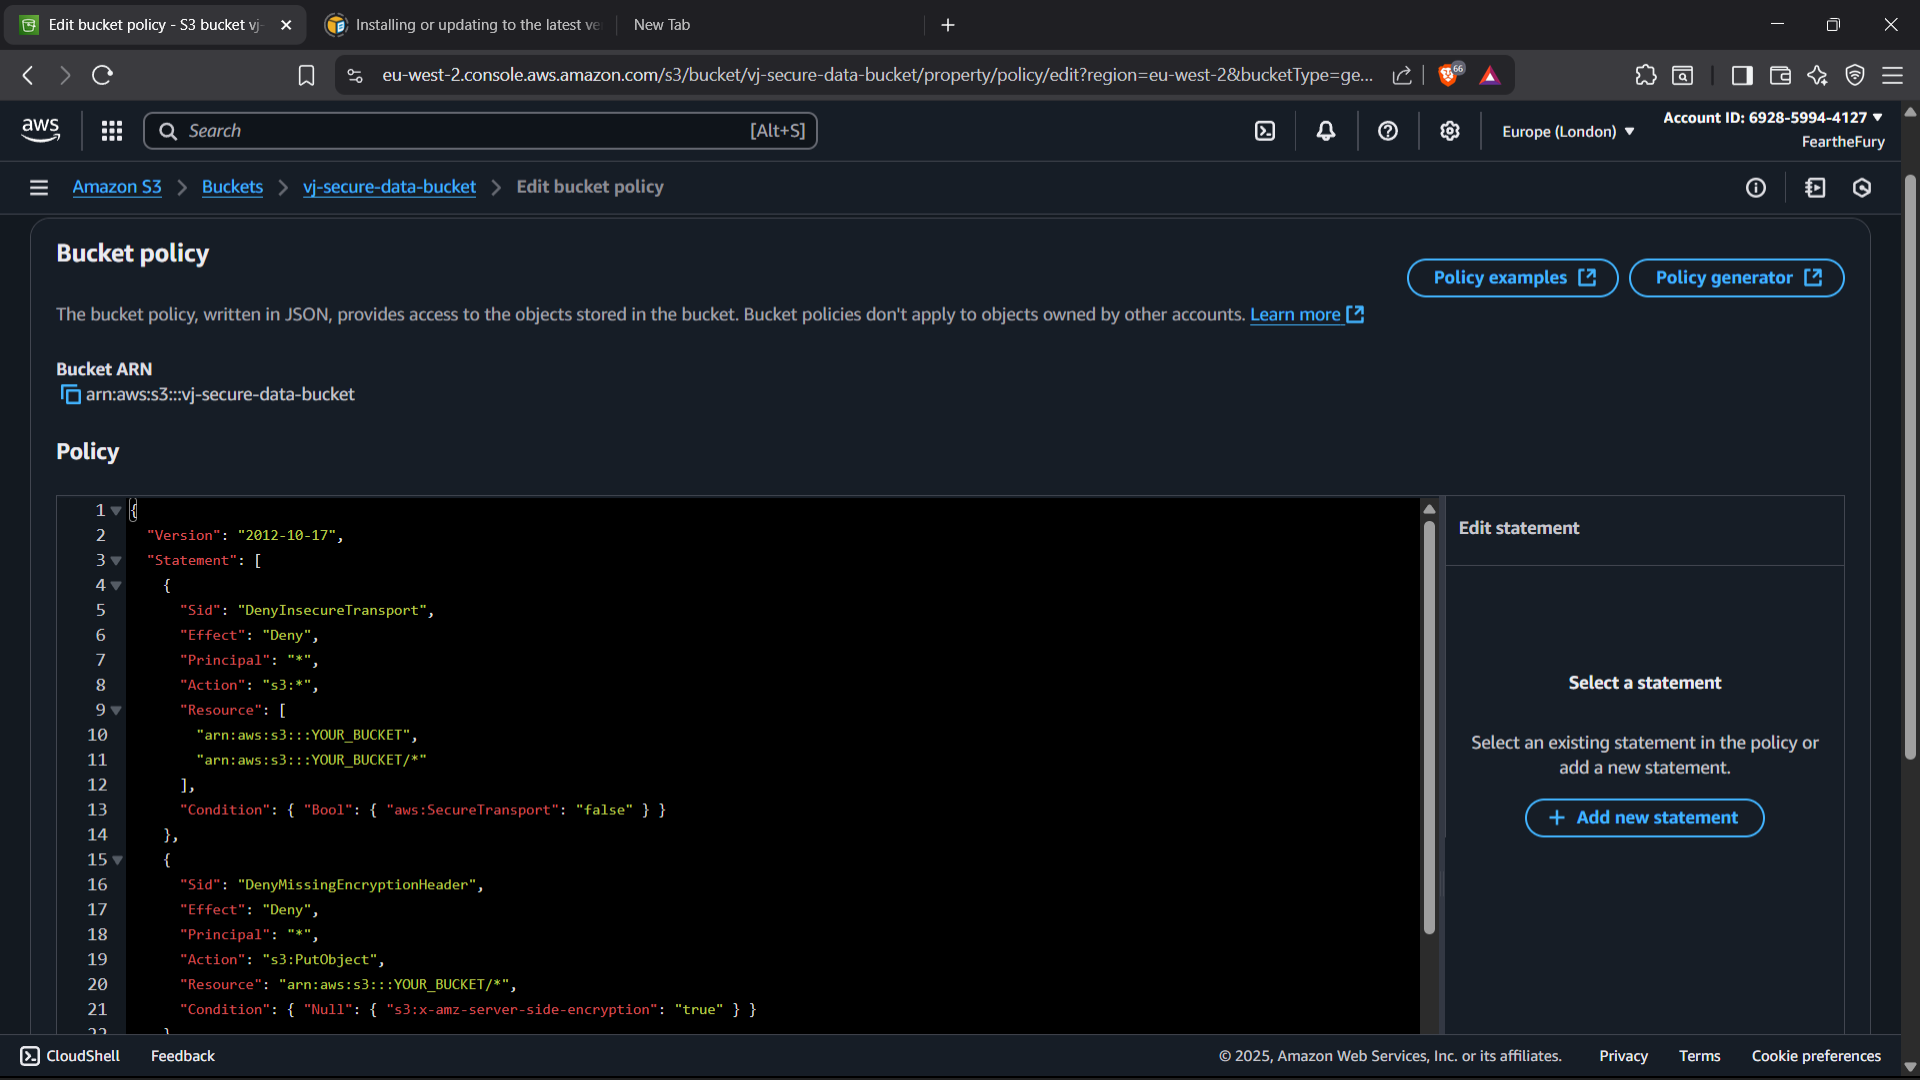 Edit bucket policy - S3 bucket vj-
Installing or updating to the latest ve
New Tab
eu-west-2.console.aws.amazon.com/s3/bucket/vj-secure-data-bucket/property/policy/edit?region=eu-west-2&bucketType=ge...
66
aws
Search
[Alt+S]
Europe (London)
Account ID: 6928-5994-4127
FeartheFury
Amazon S3
Buckets
vj-secure-data-bucket
Edit bucket policy
Bucket policy
Policy examples
Policy generator
The bucket policy, written in JSON, provides access to the objects stored in the bucket. Bucket policies don't apply to objects owned by other accounts. Learn more
Bucket ARN
arn:aws:s3:::vj-secure-data-bucket
Policy
1 {
2 "Version": "2012-10-17",
3 "Statement": [
4 {
5 "Sid": "DenyInsecureTransport",
6 "Effect": "Deny",
7 "Principal": "*",
8 "Action": "s3:*",
9 "Resource": [
10 "arn:aws:s3:::YOUR_BUCKET",
11 "arn:aws:s3:::YOUR_BUCKET/*"
12 ],
13 "Condition": { "Bool": { "aws:SecureTransport": "false" } }
14 },
15 {
16 "Sid": "DenyMissingEncryptionHeader",
17 "Effect": "Deny",
18 "Principal": "*",
19 "Action": "s3:PutObject",
20 "Resource": "arn:aws:s3:::YOUR_BUCKET/*",
21 "Condition": { "Null": { "s3:x-amz-server-side-encryption": "true" } }
Edit statement
Select a statement
Select an existing statement in the policy or
add a new statement.
+ Add new statement
CloudShell
Feedback
© 2025, Amazon Web Services, Inc. or its affiliates.
Privacy
Terms
Cookie preferences